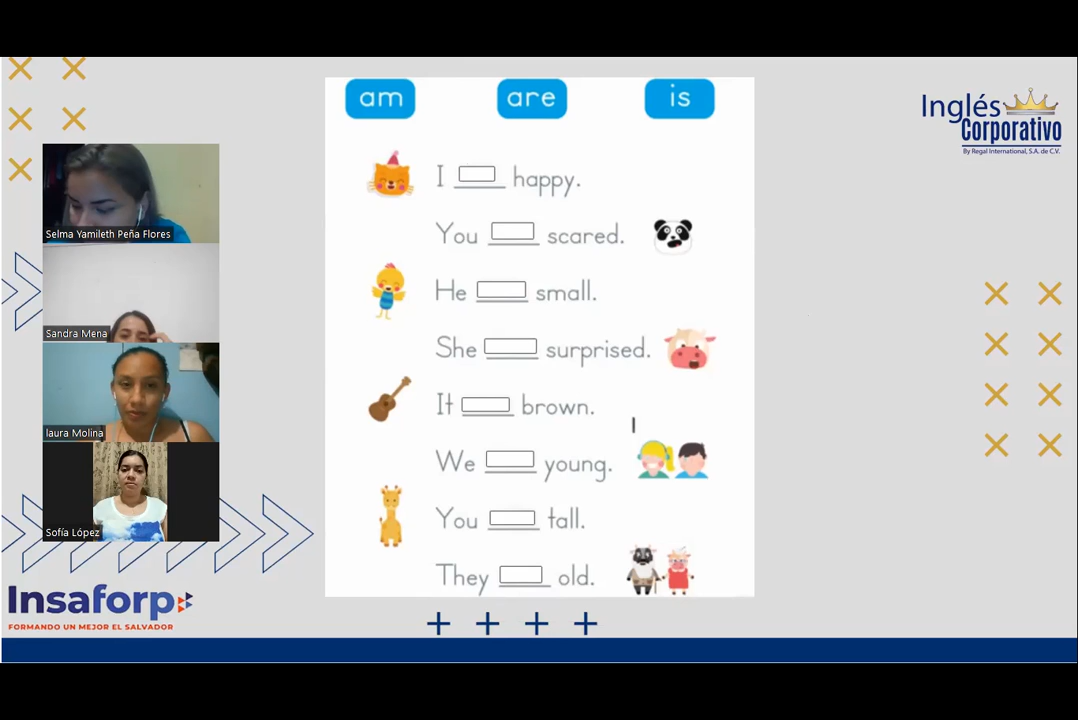 am are is
Inglés
Corporativo
By Regal International, S.A. de C.V.
I happy.
You scared.
He small.
She surprised.
It brown.
We young.
You tall.
They old.
Selma Yamileth Peña Flores
Sandra Mena
laura Molina
Sofía López
Insaforp
FORMANDO UN MEJOR EL SALVADOR